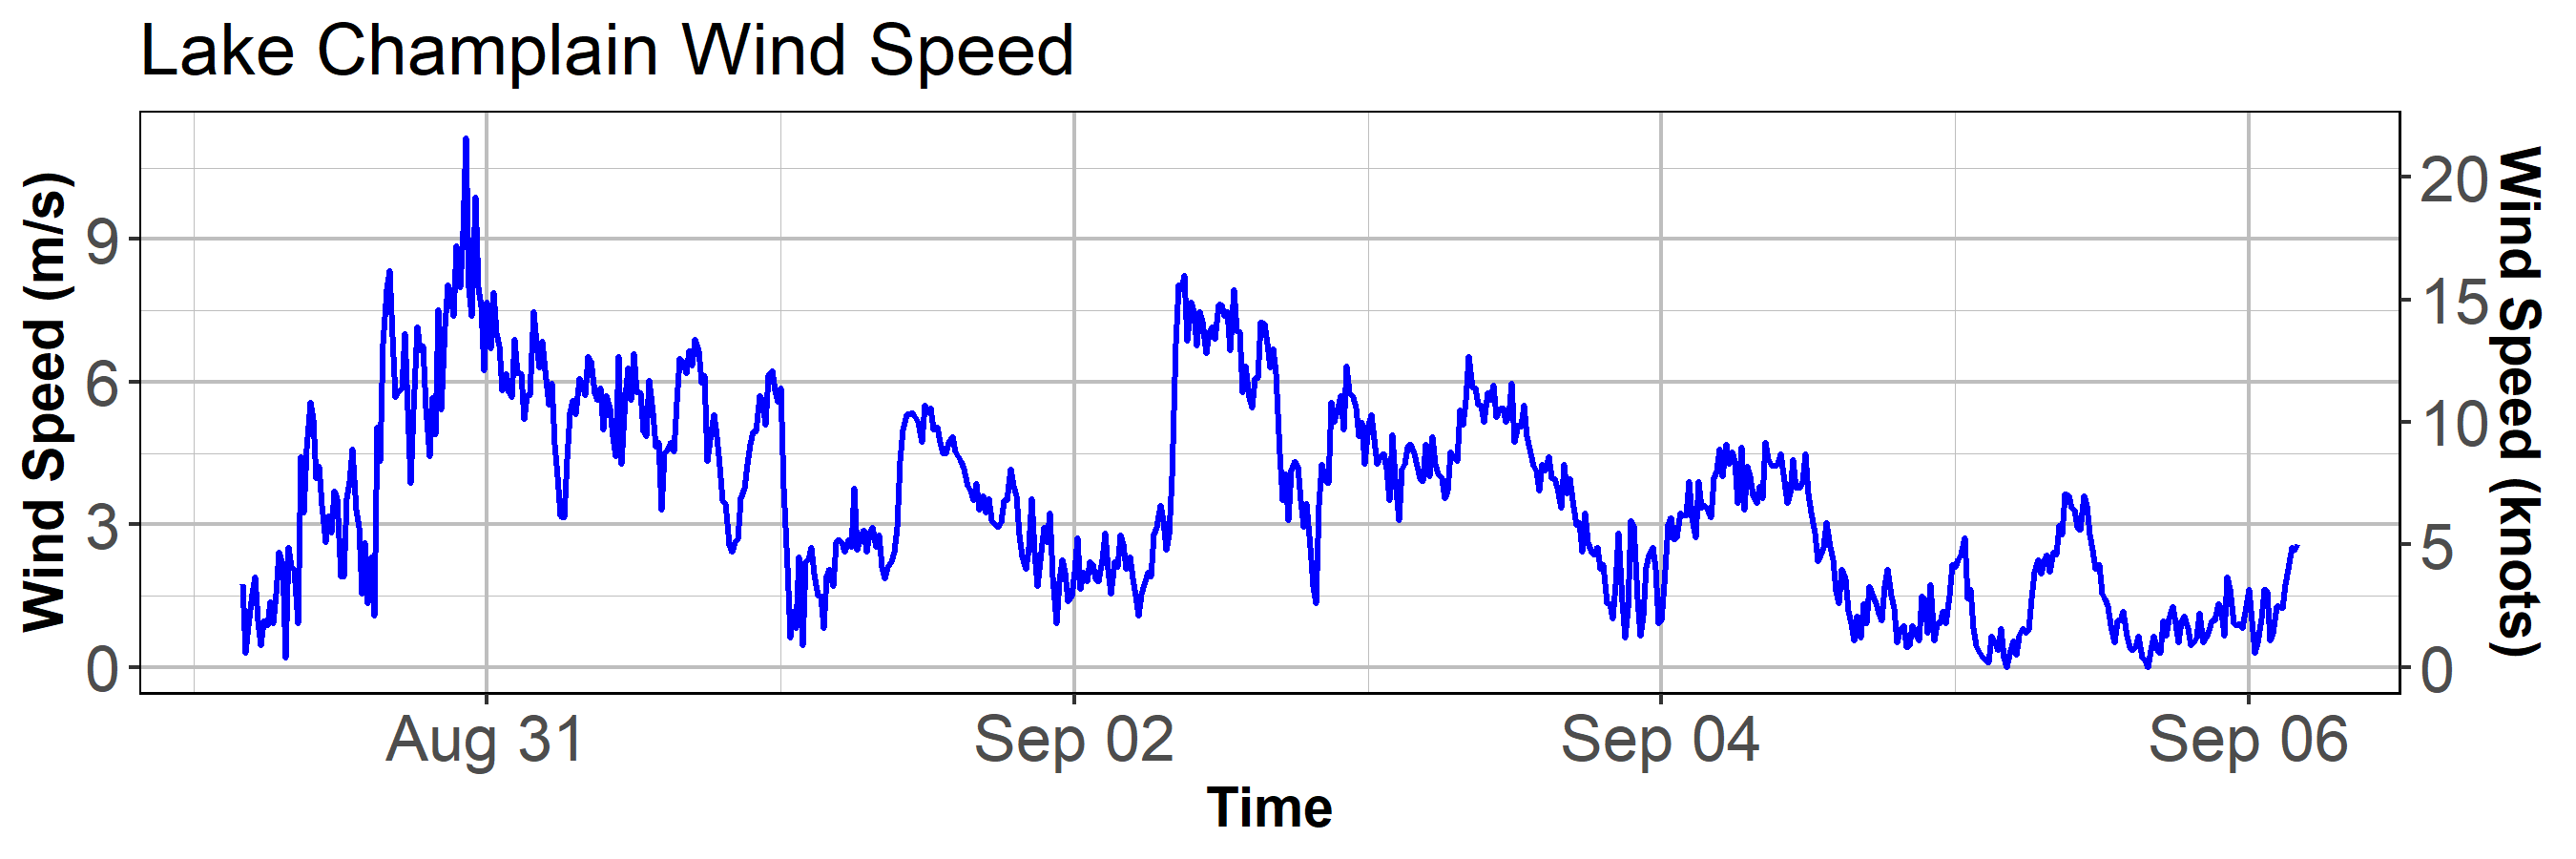 Lake Champlain Wind Speed
Wind Speed (m/s)
9
6
3
0
20
15
10
5
0
Wind Speed (knots)
Aug 31
Sep 02
Sep 04
Sep 06
Time